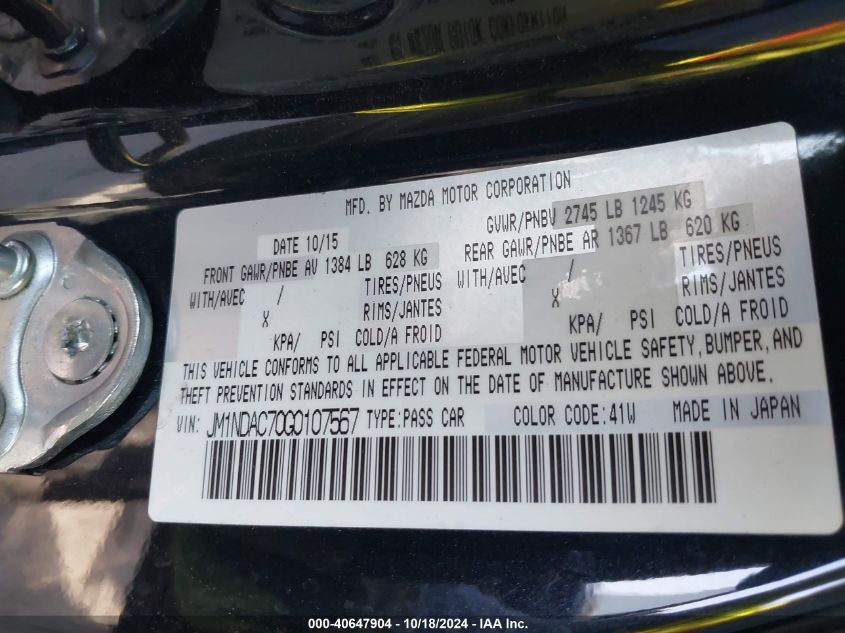 MFD. BY MAZDA MOTOR CORPORATION
DATE 10/15 GVWR/PNBV 2745 LB 1245 KG
FRONT GAWR/PNBE AV 1384 LB 628 KG REAR GAWR/PNBE AR 1367 LB 620 KG
WITH/AVEC / TIRES/PNEUS WITH/AVEC / TIRES/PNEUS
X RIMS/JANTES X RIMS/JANTES
KPA/ PSI COLD/A FROID KPA/ PSI COLD/A FROID
THIS VEHICLE CONFORMS TO ALL APPLICABLE FEDERAL MOTOR VEHICLE SAFETY, BUMPER, AND
THEFT PREVENTION STANDARDS IN EFFECT ON THE DATE OF MANUFACTURE SHOWN ABOVE.
VIN: JM1NDAC70G0107567 TYPE:PASS CAR COLOR CODE:41W MADE IN JAPAN
000-40647904 - 10/18/2024 - IAA Inc.